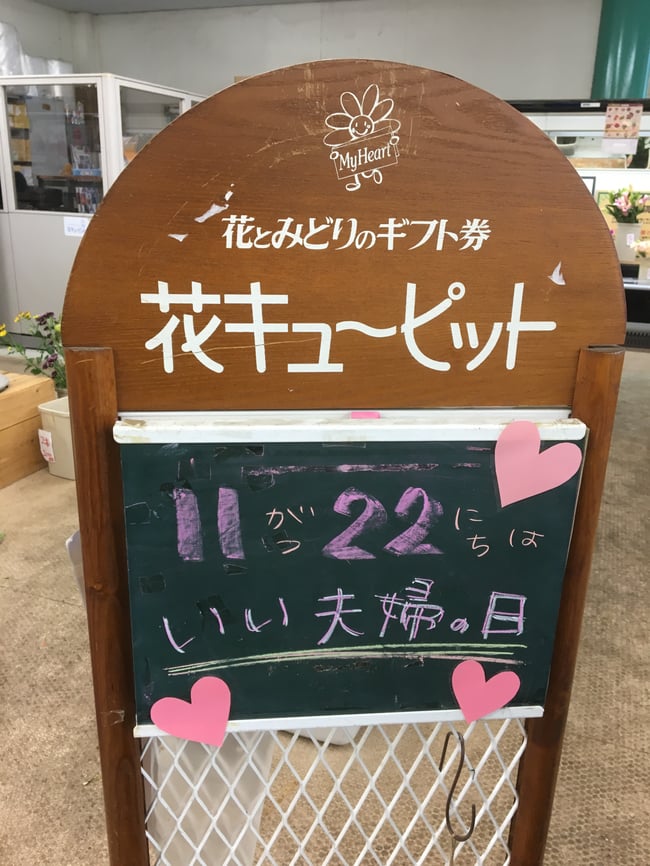 MyHeart
花とみどりのギフト券
花キューピット
11がつ22にちは
いい夫婦の日